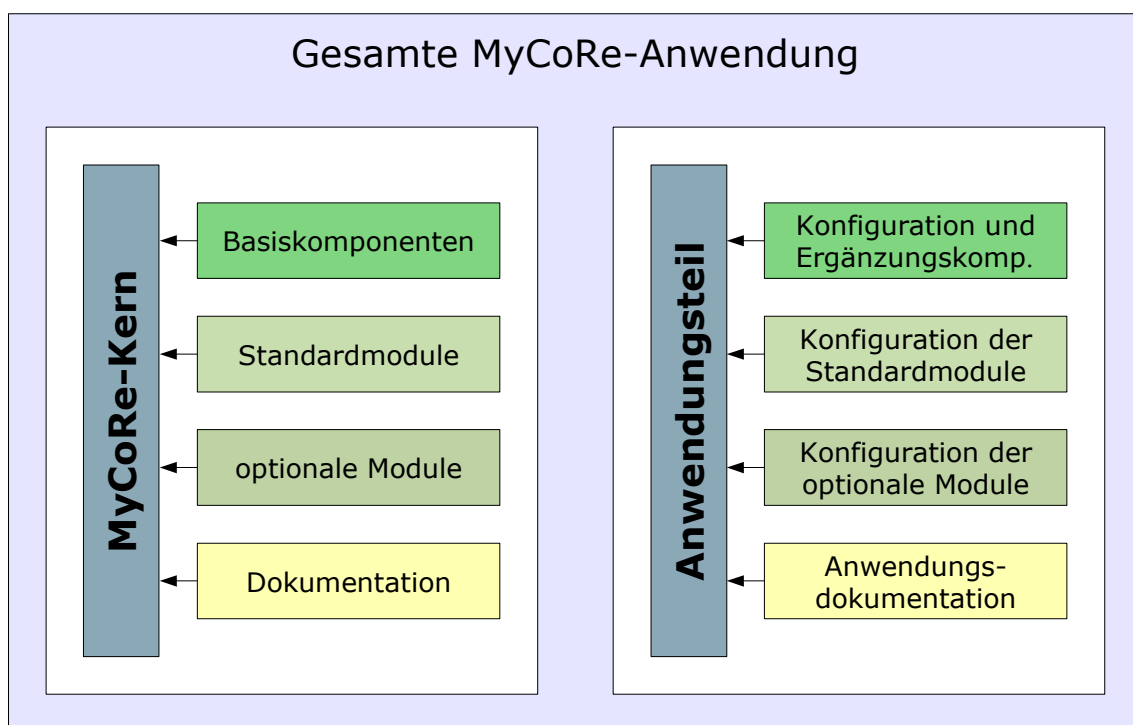 Gesamte MyCoRe-Anwendung
MyCoRe-Kern
Basiskomponenten
Standardmodule
optionale Module
Dokumentation
Anwendungsteil
Konfiguration und
Ergänzungskomp.
Konfiguration der
Standardmodule
Konfiguration der
optionale Module
Anwendungs-
dokumentation